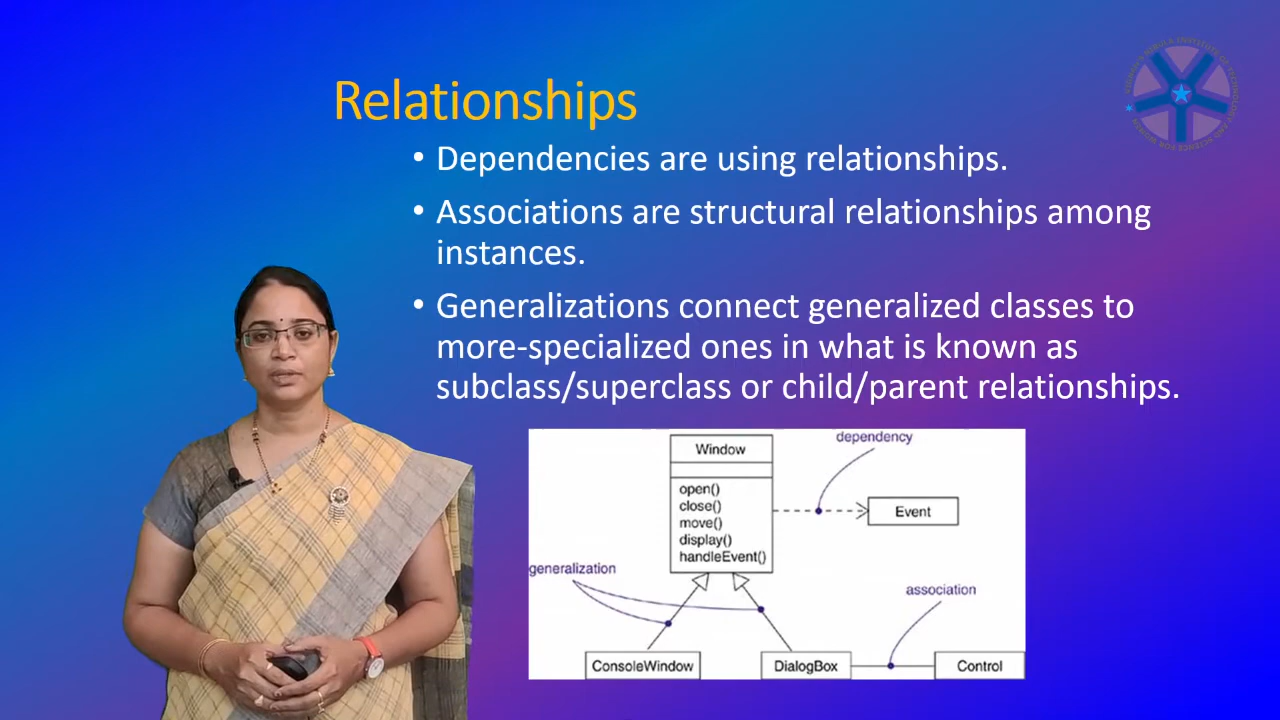 Relationships
• Dependencies are using relationships.
• Associations are structural relationships among
instances.
• Generalizations connect generalized classes to
more-specialized ones in what is known as
subclass/superclass or child/parent relationships.
dependency
Window
open()
close()
move()
display()
handleEvent()
Event
generalization
association
ConsoleWindow
DialogBox
Control